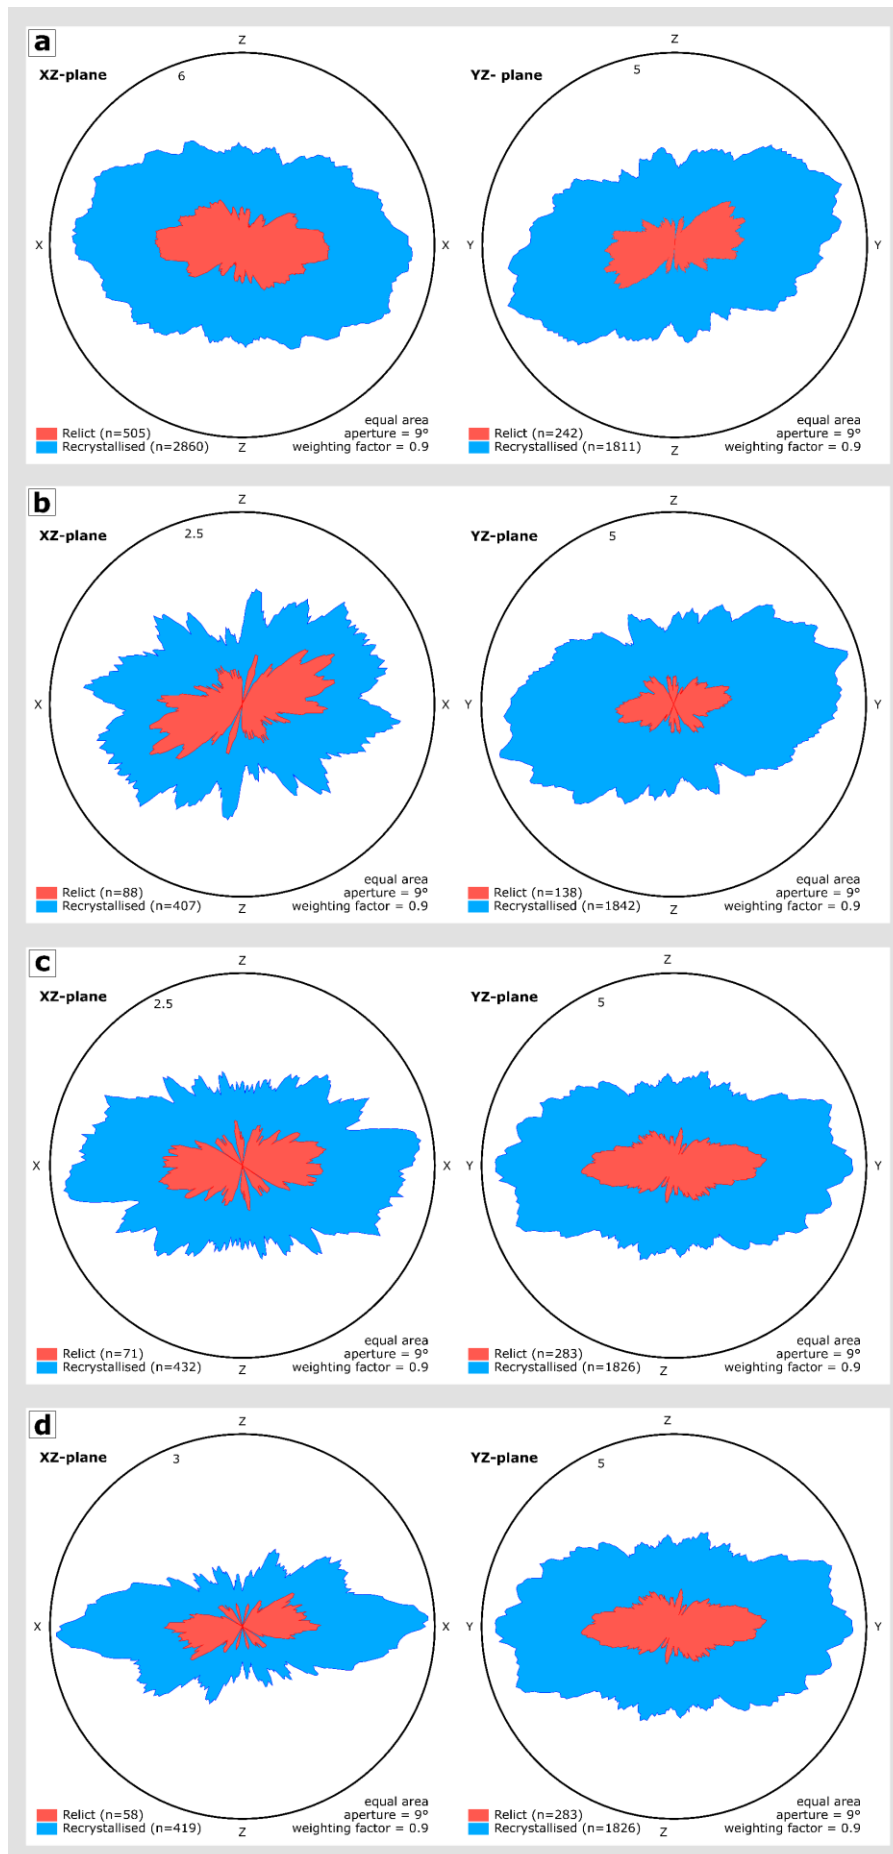 a
XZ-plane
6
Z
X
X
Z
Relict (n=505)
Recrystallised (n=2860)
equal area
aperture = 9°
weighting factor = 0.9
YZ- plane
5
Z
Y
Y
Z
Relict (n=242)
Recrystallised (n=1811)
equal area
aperture = 9°
weighting factor = 0.9
b
XZ-plane
2.5
Z
X
X
Z
Relict (n=88)
Recrystallised (n=407)
equal area
aperture = 9°
weighting factor = 0.9
YZ-plane
5
Z
Y
Y
Z
Relict (n=138)
Recrystallised (n=1842)
equal area
aperture = 9°
weighting factor = 0.9
c
XZ-plane
2.5
Z
X
X
Z
Relict (n=71)
Recrystallised (n=432)
equal area
aperture = 9°
weighting factor = 0.9
YZ-plane
5
Z
Y
Y
Z
Relict (n=283)
Recrystallised (n=1826)
equal area
aperture = 9°
weighting factor = 0.9
d
XZ-plane
3
Z
X
X
Z
Relict (n=58)
Recrystallised (n=419)
equal area
aperture = 9°
weighting factor = 0.9
YZ-plane
5
Z
Y
Y
Z
Relict (n=283)
Recrystallised (n=1826)
equal area
aperture = 9°
weighting factor = 0.9